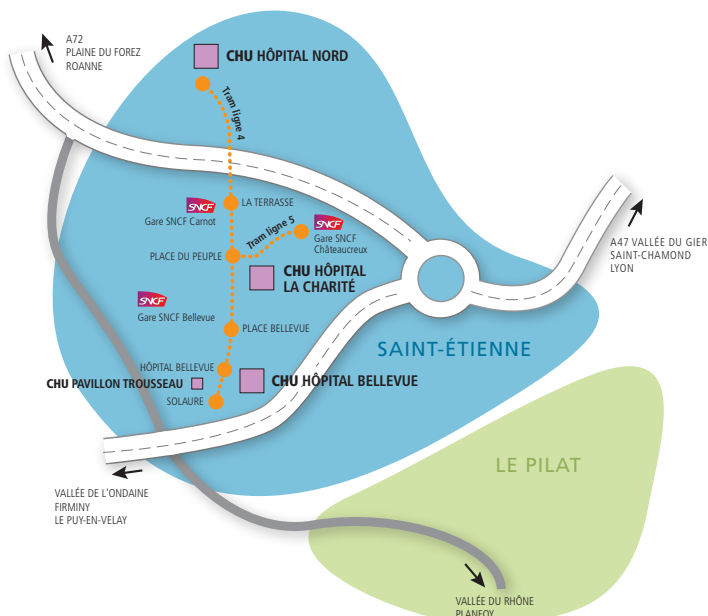 A72
PLAINE DU FOREZ
ROANNE
CHU HÔPITAL NORD
Tram ligne 4
SNCF
Gare SNCF Carnot
LA TERRASSE
Tram ligne 5
SNCF
Gare SNCF
Châteaucreux
A47 VALLÉE DU GIER
SAINT-CHAMOND
LYON
PLACE DU PEUPLE
CHU HÔPITAL
LA CHARITÉ
SNCF
Gare SNCF Bellevue
PLACE BELLEVUE
SAINT-ÉTIENNE
HÔPITAL BELLEVUE
CHU PAVILLON TROUSSEAU
CHU HÔPITAL BELLEVUE
SOLAURE
LE PILAT
VALLÉE DE L'ONDAINE
FIRMINY
LE PUY-EN-VELAY
VALLÉE DU RHÔNE
PLANFOY